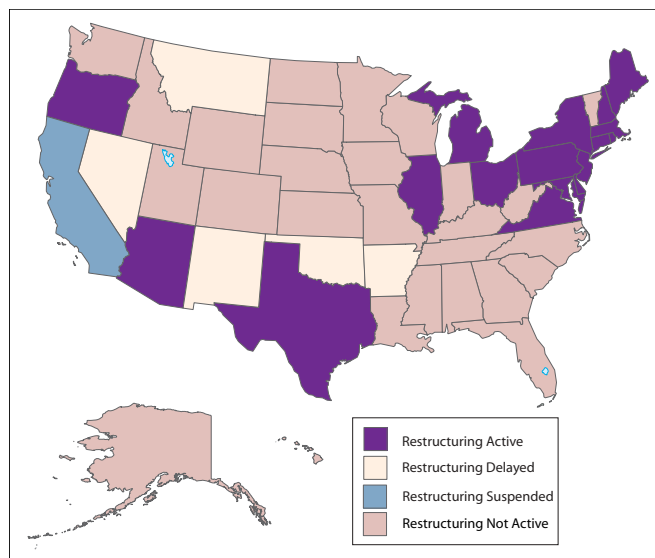 Restructuring Active
Restructuring Delayed
Restructuring Suspended
Restructuring Not Active